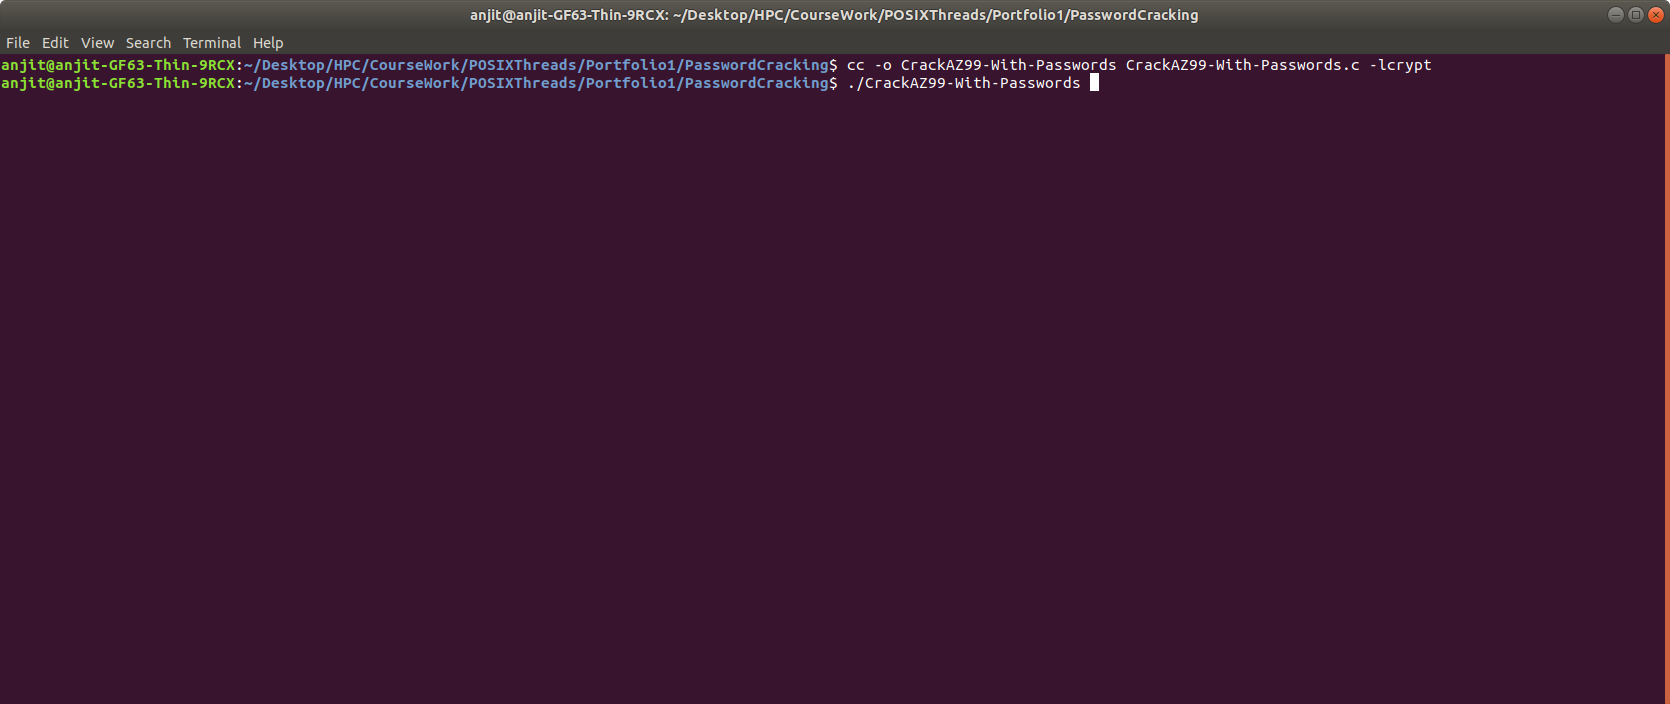 anjit@anjit-GF63-Thin-9RCX: ~/Desktop/HPC/CourseWork/POSIXThreads/Portfolio1/PasswordCracking
File Edit View Search Terminal Help
anjit@anjit-GF63-Thin-9RCX:~/Desktop/HPC/CourseWork/POSIXThreads/Portfolio1/PasswordCracking$ cc -o CrackAZ99-With-Passwords CrackAZ99-With-Passwords.c -lcrypt
anjit@anjit-GF63-Thin-9RCX:~/Desktop/HPC/CourseWork/POSIXThreads/Portfolio1/PasswordCracking$ ./CrackAZ99-With-Passwords